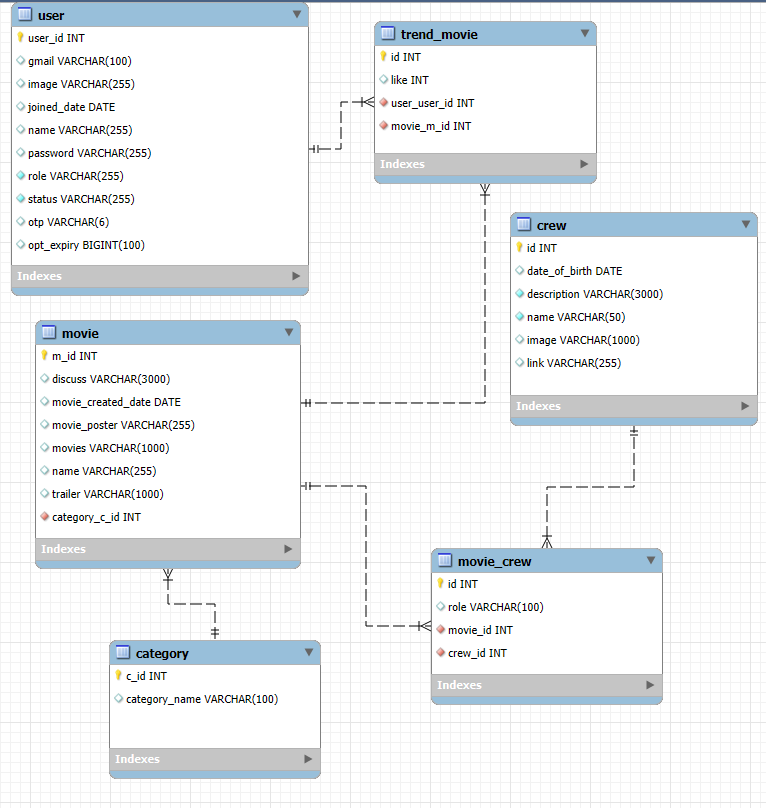 user
user_id INT
gmail VARCHAR(100)
image VARCHAR(255)
joined_date DATE
name VARCHAR(255)
password VARCHAR(255)
role VARCHAR(255)
status VARCHAR(255)
otp VARCHAR(6)
opt_expiry BIGINT(100)
Indexes
trend_movie
id INT
like INT
user_user_id INT
movie_m_id INT
Indexes
crew
id INT
date_of_birth DATE
description VARCHAR(3000)
name VARCHAR(50)
image VARCHAR(1000)
link VARCHAR(255)
Indexes
movie
m_id INT
discuss VARCHAR(3000)
movie_created_date DATE
movie_poster VARCHAR(255)
movies VARCHAR(1000)
name VARCHAR(255)
trailer VARCHAR(1000)
category_c_id INT
Indexes
movie_crew
id INT
role VARCHAR(100)
movie_id INT
crew_id INT
Indexes
category
c_id INT
category_name VARCHAR(100)
Indexes